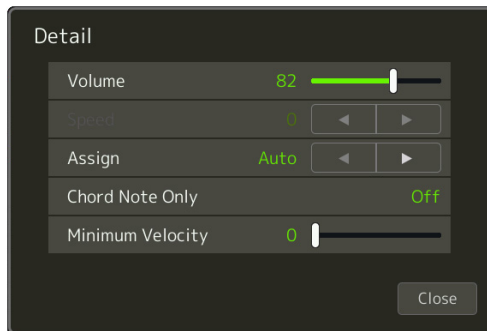 Detail
Volume 82
Speed 0
Assign Auto
Chord Note Only Off
Minimum Velocity 0
Close